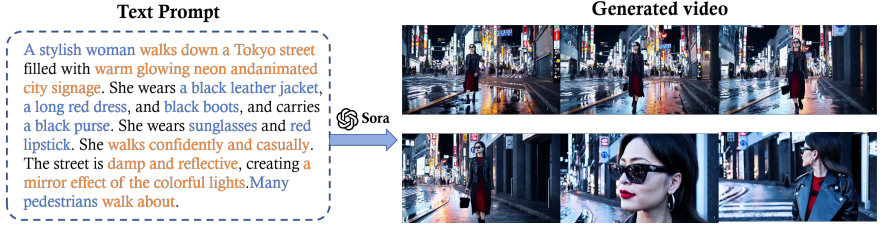 Text Prompt
A stylish woman walks down a Tokyo street
filled with warm glowing neon andanimated
city signage. She wears a black leather jacket,
a long red dress, and black boots, and carries
a black purse. She wears sunglasses and red
lipstick. She walks confidently and casually.
The street is damp and reflective, creating a
mirror effect of the colorful lights.Many
pedestrians walk about.
Sora
Generated video